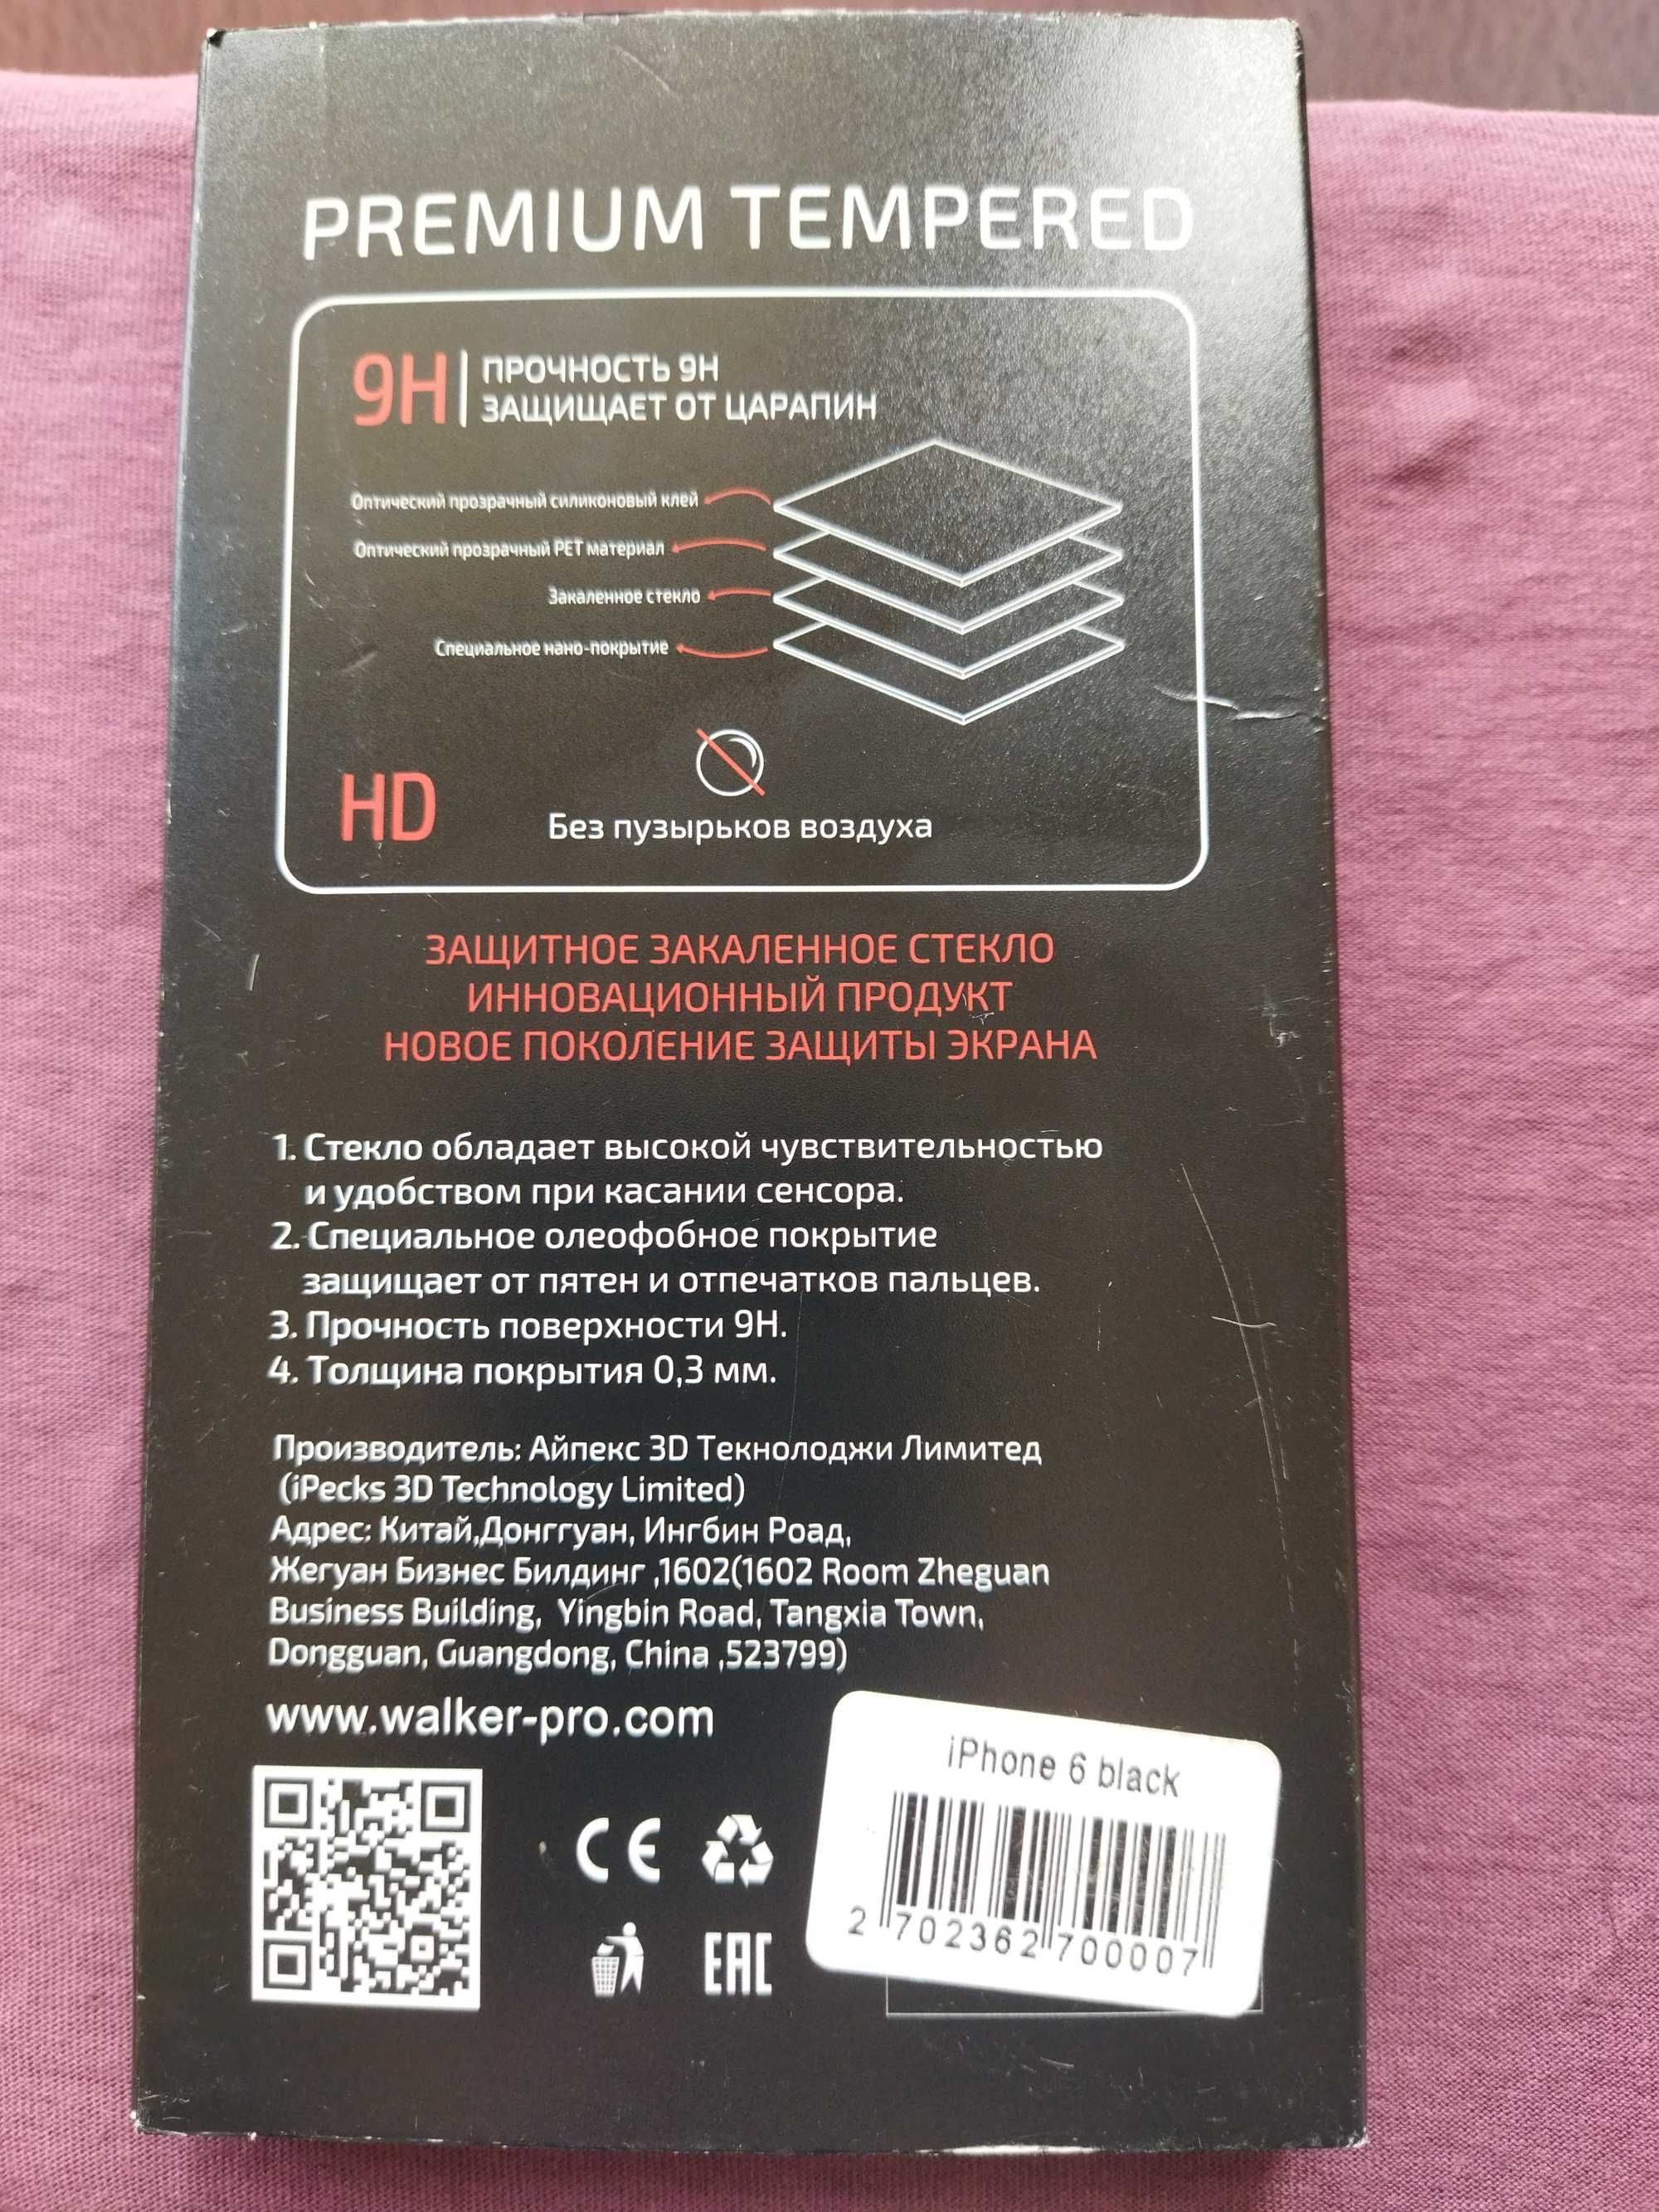 PREMIUM TEMPERED
9H
ПРОЧНОСТЬ 9Н
ЗАЩИЩАЕТ ОТ ЦАРАПИН
Оптический прозрачный силиконовый клей
Оптический прозрачный PET материал
Закаленное стекло
Специальное нано-покрытие
HD
Без пузырьков воздуха
ЗАЩИТНОЕ ЗАКАЛЕННОЕ СТЕКЛО
ИННОВАЦИОННЫЙ ПРОДУКТ
НОВОЕ ПОКОЛЕНИЕ ЗАЩИТЫ ЭКРАНА
1. Стекло обладает высокой чувствительностью
и удобством при касании сенсора.
2. Специальное олеофобное покрытие
защищает от пятен и отпечатков пальцев.
3. Прочность поверхности 9Н.
4. Толщина покрытия 0,3 мм.
Производитель: Айпекс 3D Текнолоджи Лимитед
(iPecks 3D Technology Limited)
Адрес: Китай,Донггуан, Ингбин Роад,
Жегуан Бизнес Билдинг ,1602(1602 Room Zheguan
Business Building, Yingbin Road, Tangxia Town,
Dongguan, Guangdong, China ,523799)
www.walker-pro.com
iPhone 6 black
2 702362 700007
CE
EAC